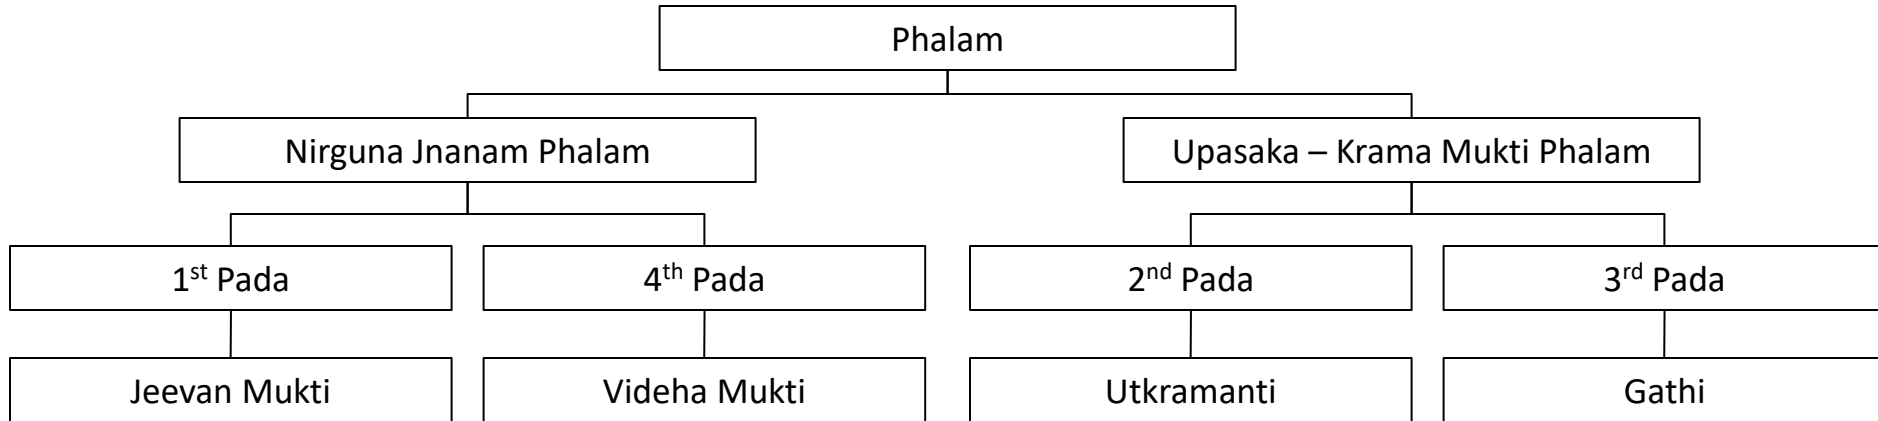 Phalam
Nirguna Jnanam Phalam
Upasaka – Krama Mukti Phalam
1st Pada
4th Pada
2nd Pada
3rd Pada
Jeevan Mukti
Videha Mukti
Utkramanti
Gathi